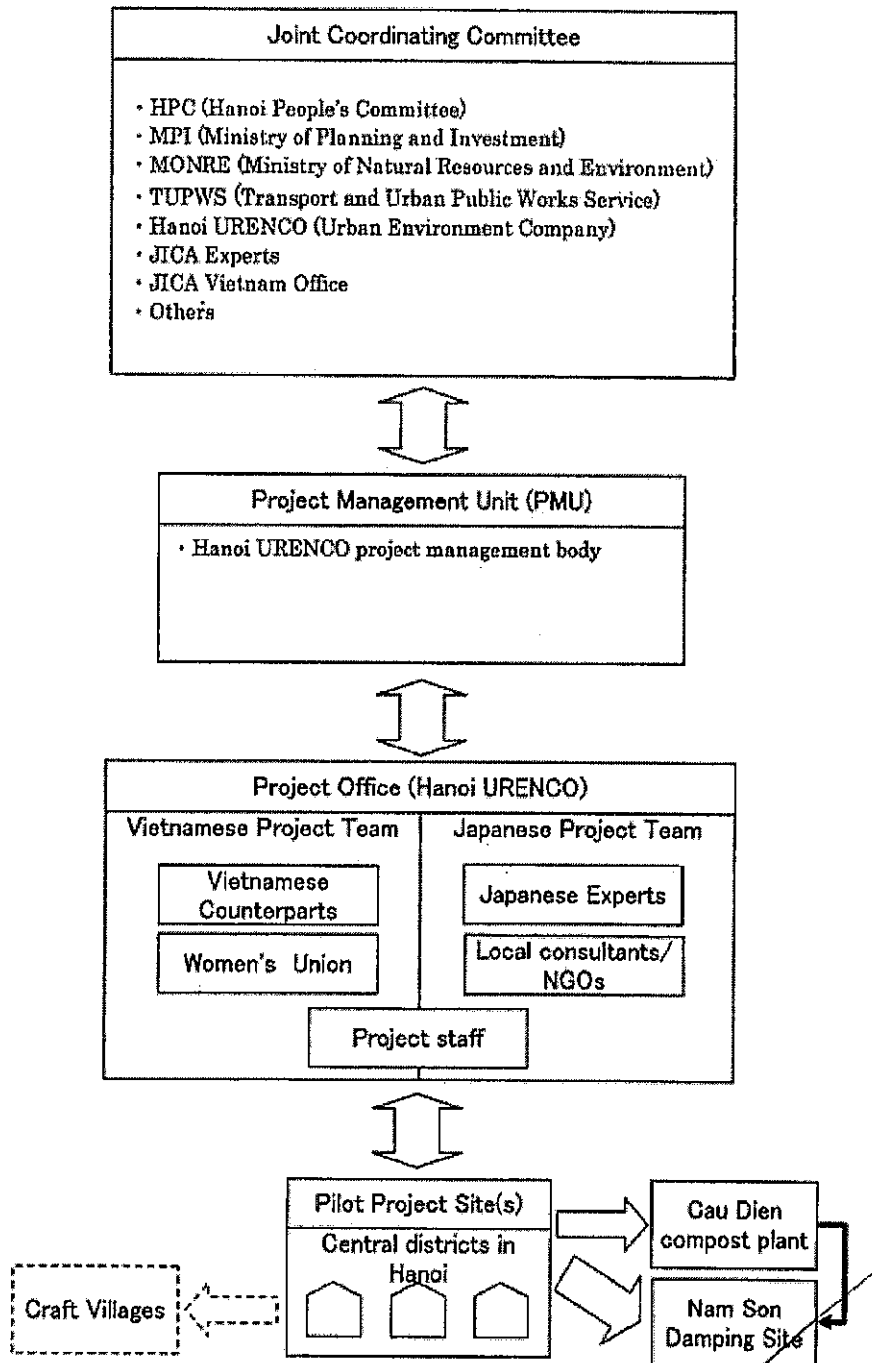 Joint Coordinating Committee
・HPC (Hanoi People's Committee)
・MPI (Ministry of Planning and Investment)
・MONRE (Ministry of Natural Resources and Environment)
・TUPWS (Transport and Urban Public Works Service)
・Hanoi URENCO (Urban Environment Company)
・JICA Experts
・JICA Vietnam Office
・Others
Project Management Unit (PMU)
・Hanoi URENCO project management body
Project Office (Hanoi URENCO)
Vietnamese Project Team
Vietnamese
Counterparts
Women's Union
Japanese Project Team
Japanese Experts
Local consultants/
NGOs
Project staff
Pilot Project Site(s)
Central districts in
Hanoi
Cau Dien
compost plant
Craft Villages
Nam Son
Damping Site